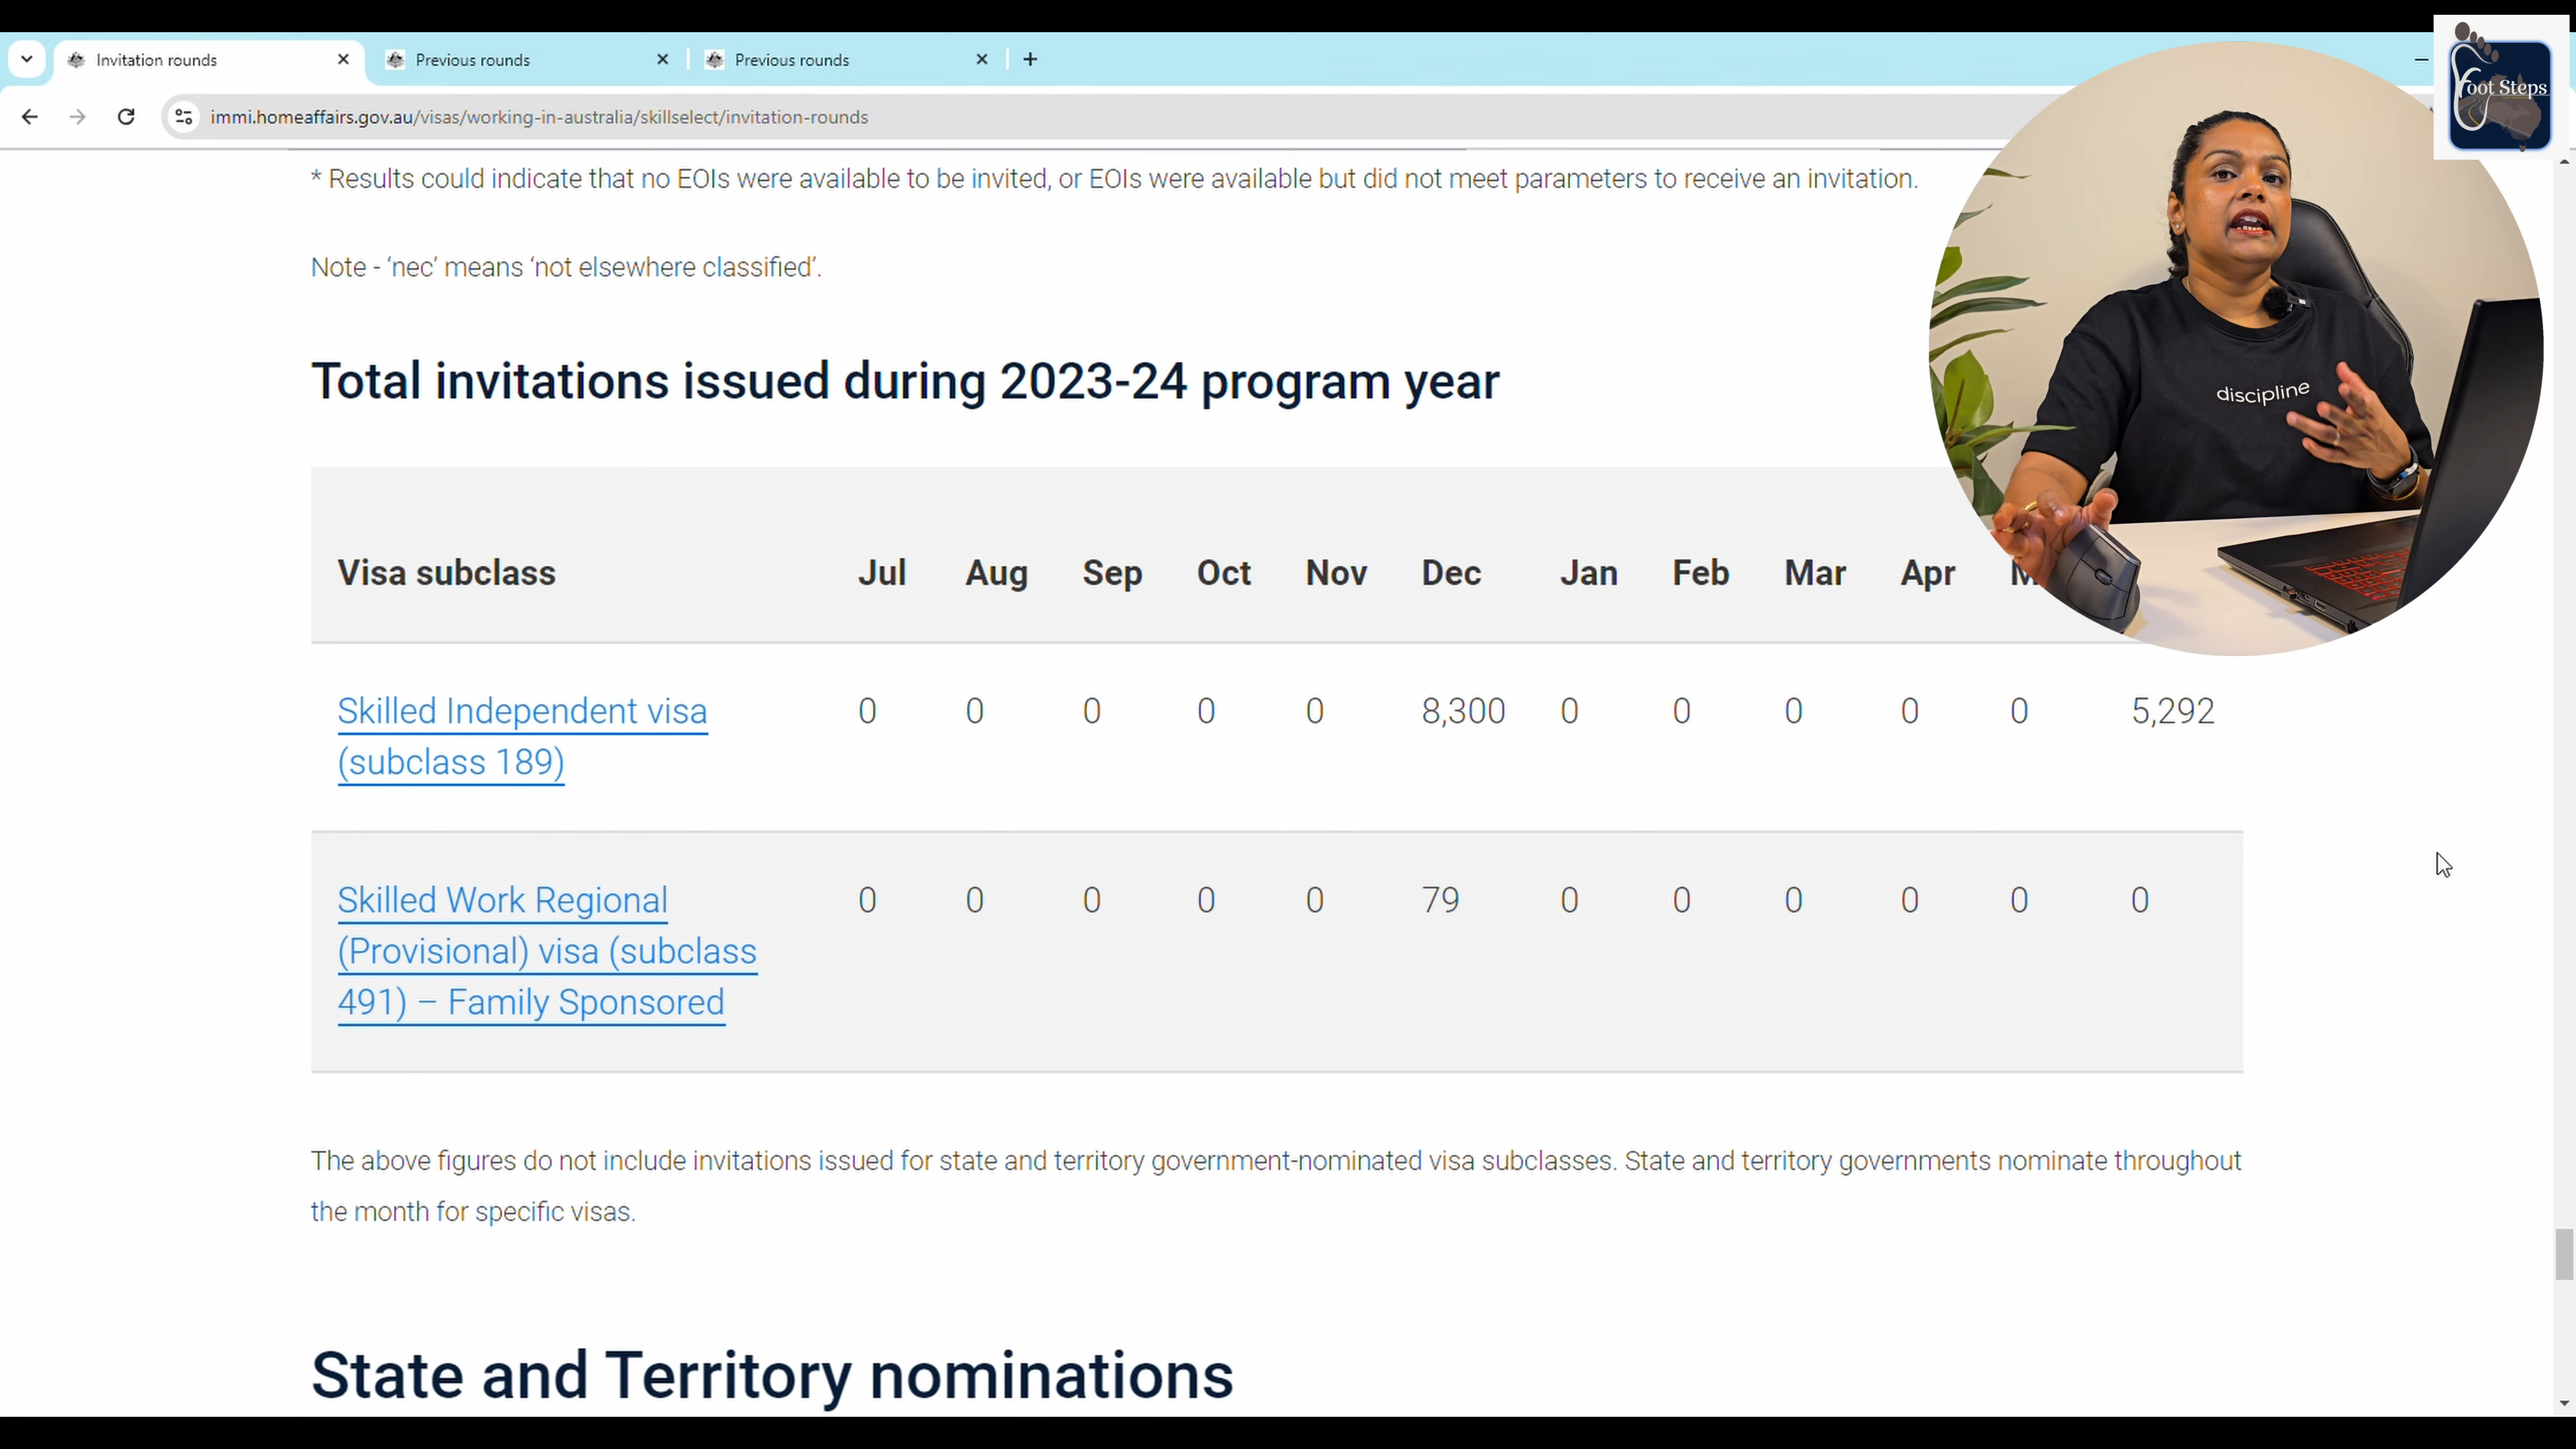 Invitation rounds
Previous rounds
Previous rounds
immi.homeaffairs.gov.au/visas/working-in-australia/skillselect/invitation-rounds
Foot Steps
* Results could indicate that no EOIs were available to be invited, or EOIs were available but did not meet parameters to receive an invitation.
Note - ‘nec’ means ‘not elsewhere classified’.
discipline
Total invitations issued during 2023-24 program year
Visa subclass Jul Aug Sep Oct Nov Dec Jan Feb Mar Apr
Skilled Independent visa 0 0 0 0 0 8,300 0 0 0 0 0 5,292
(subclass 189)
Skilled Work Regional 0 0 0 0 0 79 0 0 0 0 0 0
(Provisional) visa (subclass
491) – Family Sponsored
The above figures do not include invitations issued for state and territory government-nominated visa subclasses. State and territory governments nominate throughout
the month for specific visas.
State and Territory nominations